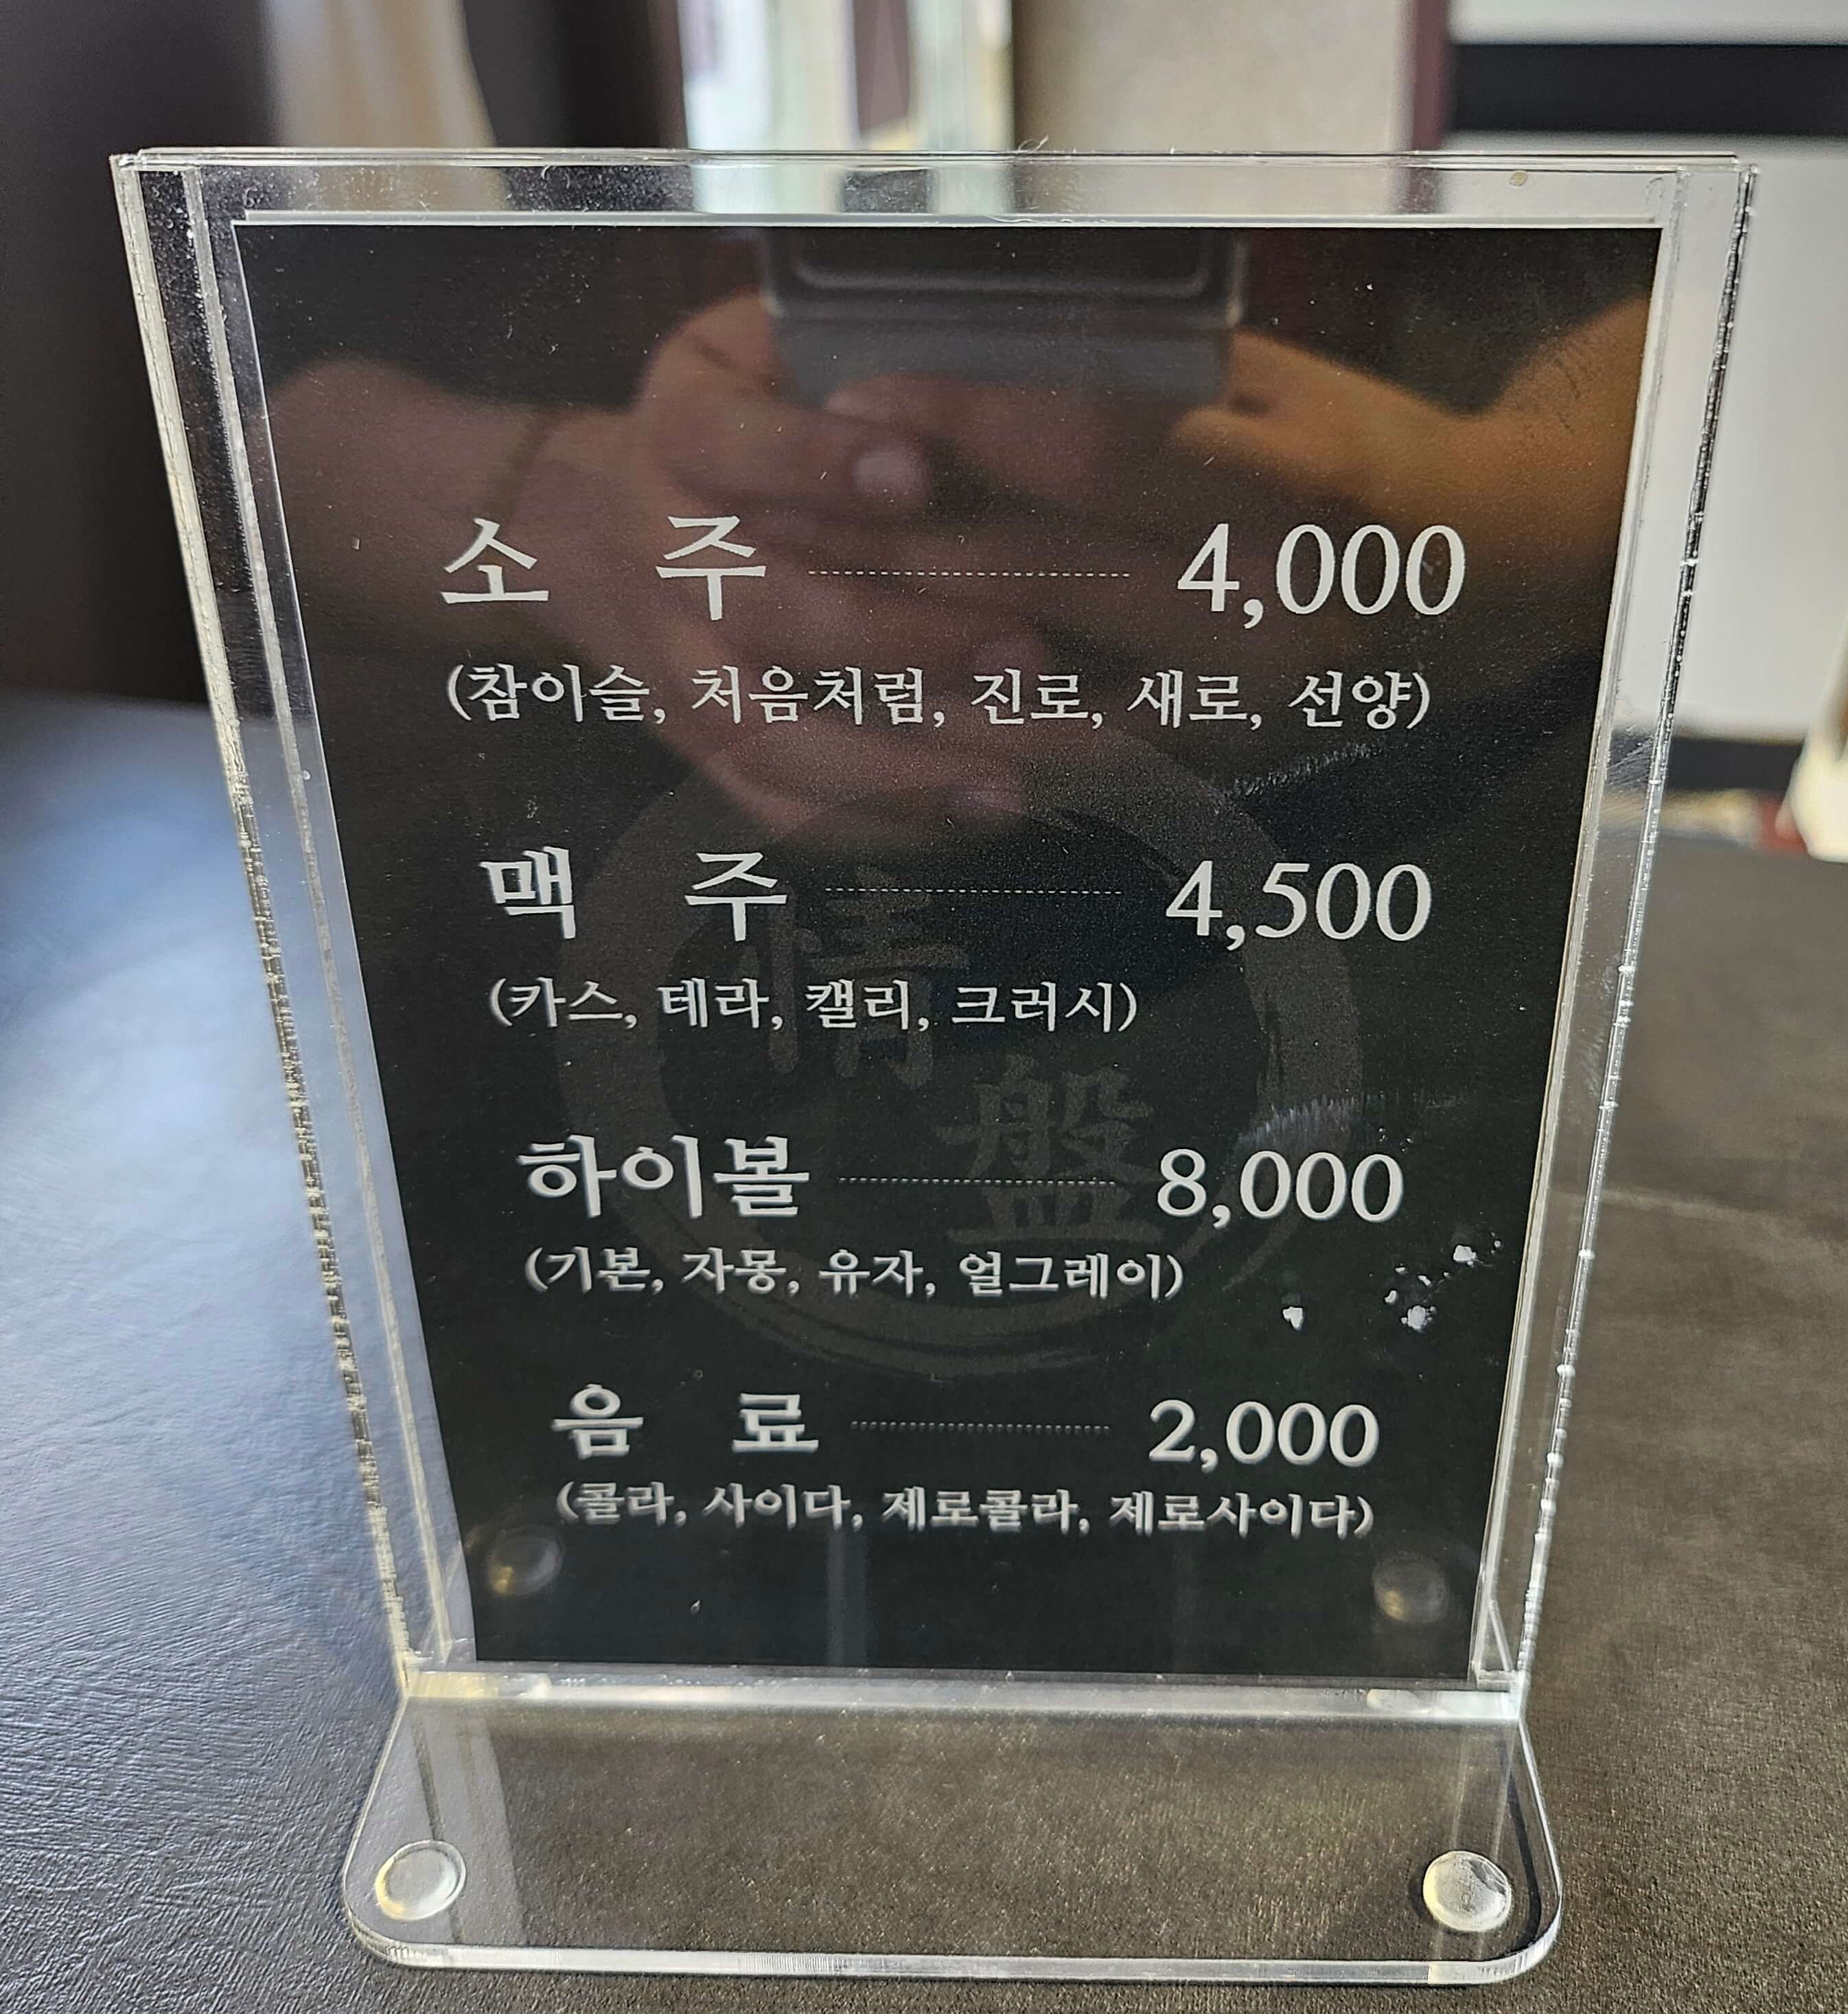 소 주 4,000
(참이슬, 처음처럼, 진로, 새로, 선양)
맥 주 4,500
(카스, 테라, 캘리, 크러시)
情
盤
하이볼 8,000
(기본, 자몽, 유자, 얼그레이)
음 료 2,000
(콜라, 사이다, 제로콜라, 제로사이다)